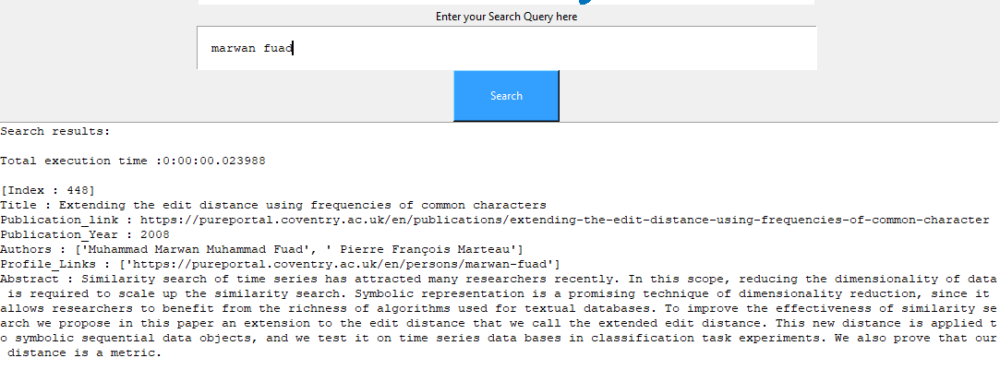 Enter your Search Query here
marwan fuad
Search
Search results:
Total execution time :0:00:00.023988
[Index : 448]
Title : Extending the edit distance using frequencies of common characters
Publication_link : https://pureportal.coventry.ac.uk/en/publications/extending-the-edit-distance-using-frequencies-of-common-character
Publication_Year : 2008
Authors : ['Muhammad Marwan Muhammad Fuad', ' Pierre François Marteau']
Profile_Links : ['https://pureportal.coventry.ac.uk/en/persons/marwan-fuad']
Abstract : Similarity search of time series has attracted many researchers recently. In this scope, reducing the dimensionality of data
is required to scale up the similarity search. Symbolic representation is a promising technique of dimensionality reduction, since it
allows researchers to benefit from the richness of algorithms used for textual databases. To improve the effectiveness of similarity se
arch we propose in this paper an extension to the edit distance that we call the extended edit distance. This new distance is applied t
o symbolic sequential data objects, and we test it on time series data bases in classification task experiments. We also prove that our
distance is a metric.